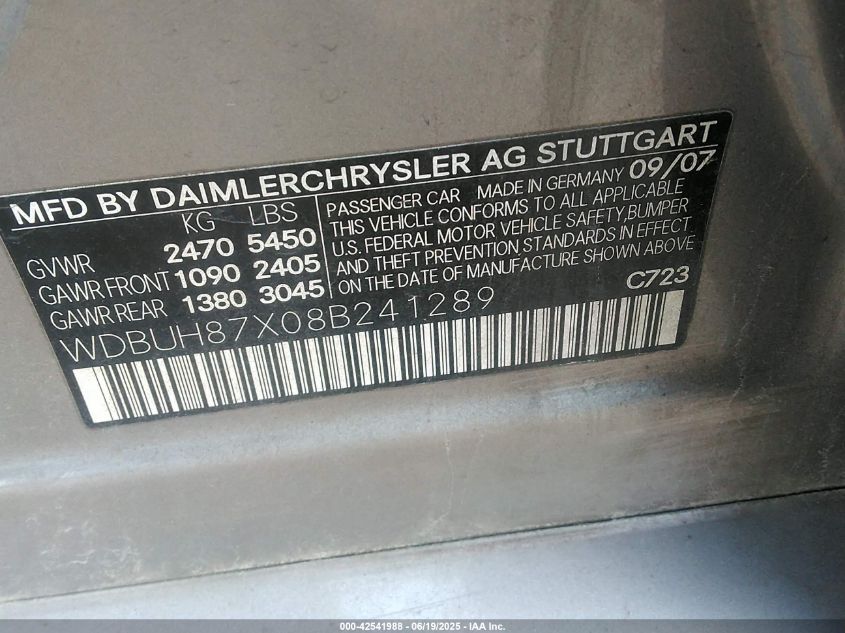 MFD BY DAIMLERCHRYSLER AG STUTTGART
KG LBS
GVWR 2470 5450
GAWR FRONT 1090 2405
GAWR REAR 1380 3045
PASSENGER CAR MADE IN GERMANY 09/07
THIS VEHICLE CONFORMS TO ALL APPLICABLE
U.S. FEDERAL MOTOR VEHICLE SAFETY,BUMPER
AND THEFT PREVENTION STANDARDS IN EFFECT
ON THE DATE OF MANUFACTURE SHOWN ABOVE.
C723
WDBUH87X08B241289
000-42541988 - 06/19/2025 - IAA Inc.